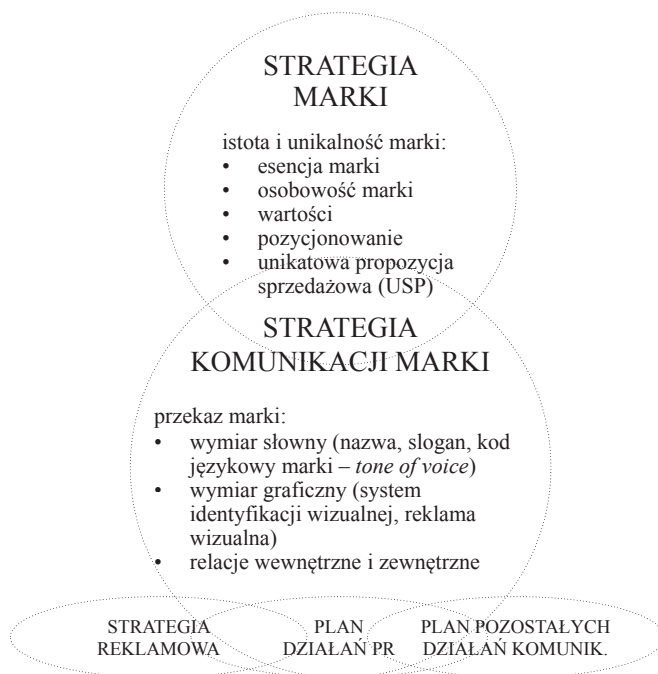 STRATEGIA
MARKI
istota i unikalność marki:
• esencja marki
• osobowość marki
• wartości
• pozycjonowanie
• unikatowa propozycja
sprzedażowa (USP)
STRATEGIA
KOMUNIKACJI MARKI
przekaz marki:
• wymiar słowny (nazwa, slogan, kod
językowy marki – tone of voice)
• wymiar graficzny (system
identyfikacji wizualnej, reklama
wizualna)
• relacje wewnętrzne i zewnętrzne
STRATEGIA
REKLAMOWA
PLAN
DZIAŁAŃ PR
PLAN POZOSTAŁYCH
DZIAŁAŃ KOMUNIK.